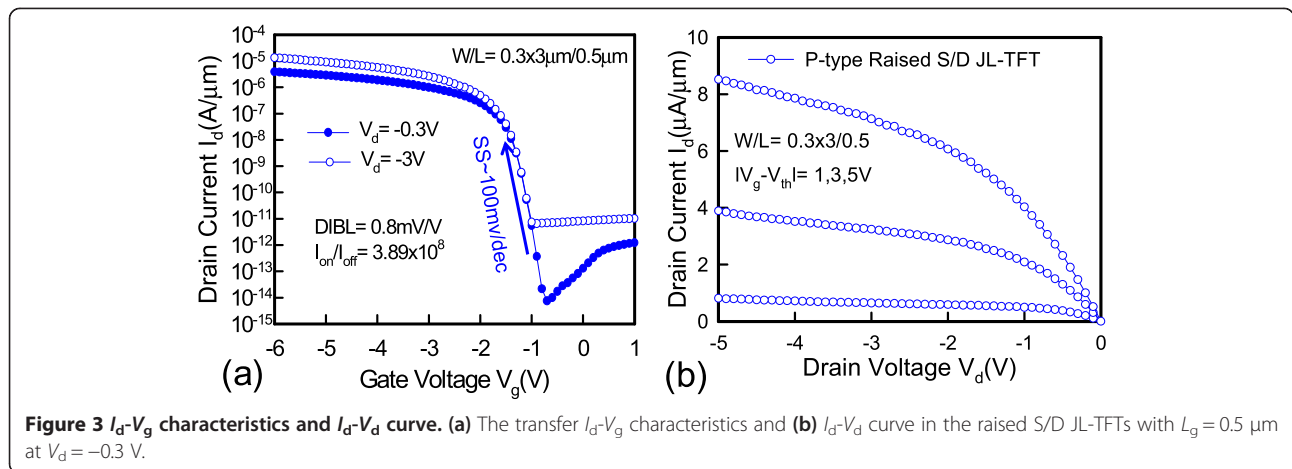 10⁻⁴
10⁻⁵
10⁻⁶
10⁻⁷
10⁻⁸
10⁻⁹
10⁻¹⁰
10⁻¹¹
10⁻¹²
10⁻¹³
10⁻¹⁴
10⁻¹⁵
Drain Current I_d(A/μm)
W/L= 0.3x3μm/0.5μm
V_d= -0.3V
V_d= -3V
SS~100mv/dec
DIBL= 0.8mV/V
I_on/I_off= 3.89x10⁸
-6 -5 -4 -3 -2 -1 0 1
(a) Gate Voltage V_g(V)
10
8
6
4
2
0
Drain Current I_d(μA/μm)
P-type Raised S/D JL-TFT
W/L= 0.3x3/0.5
|V_g-V_th|= 1,3,5V
-5 -4 -3 -2 -1 0
(b) Drain Voltage V_d(V)
Figure 3 I_d-V_g characteristics and I_d-V_d curve. (a) The transfer I_d-V_g characteristics and (b) I_d-V_d curve in the raised S/D JL-TFTs with L_g = 0.5 μm
at V_d = −0.3 V.